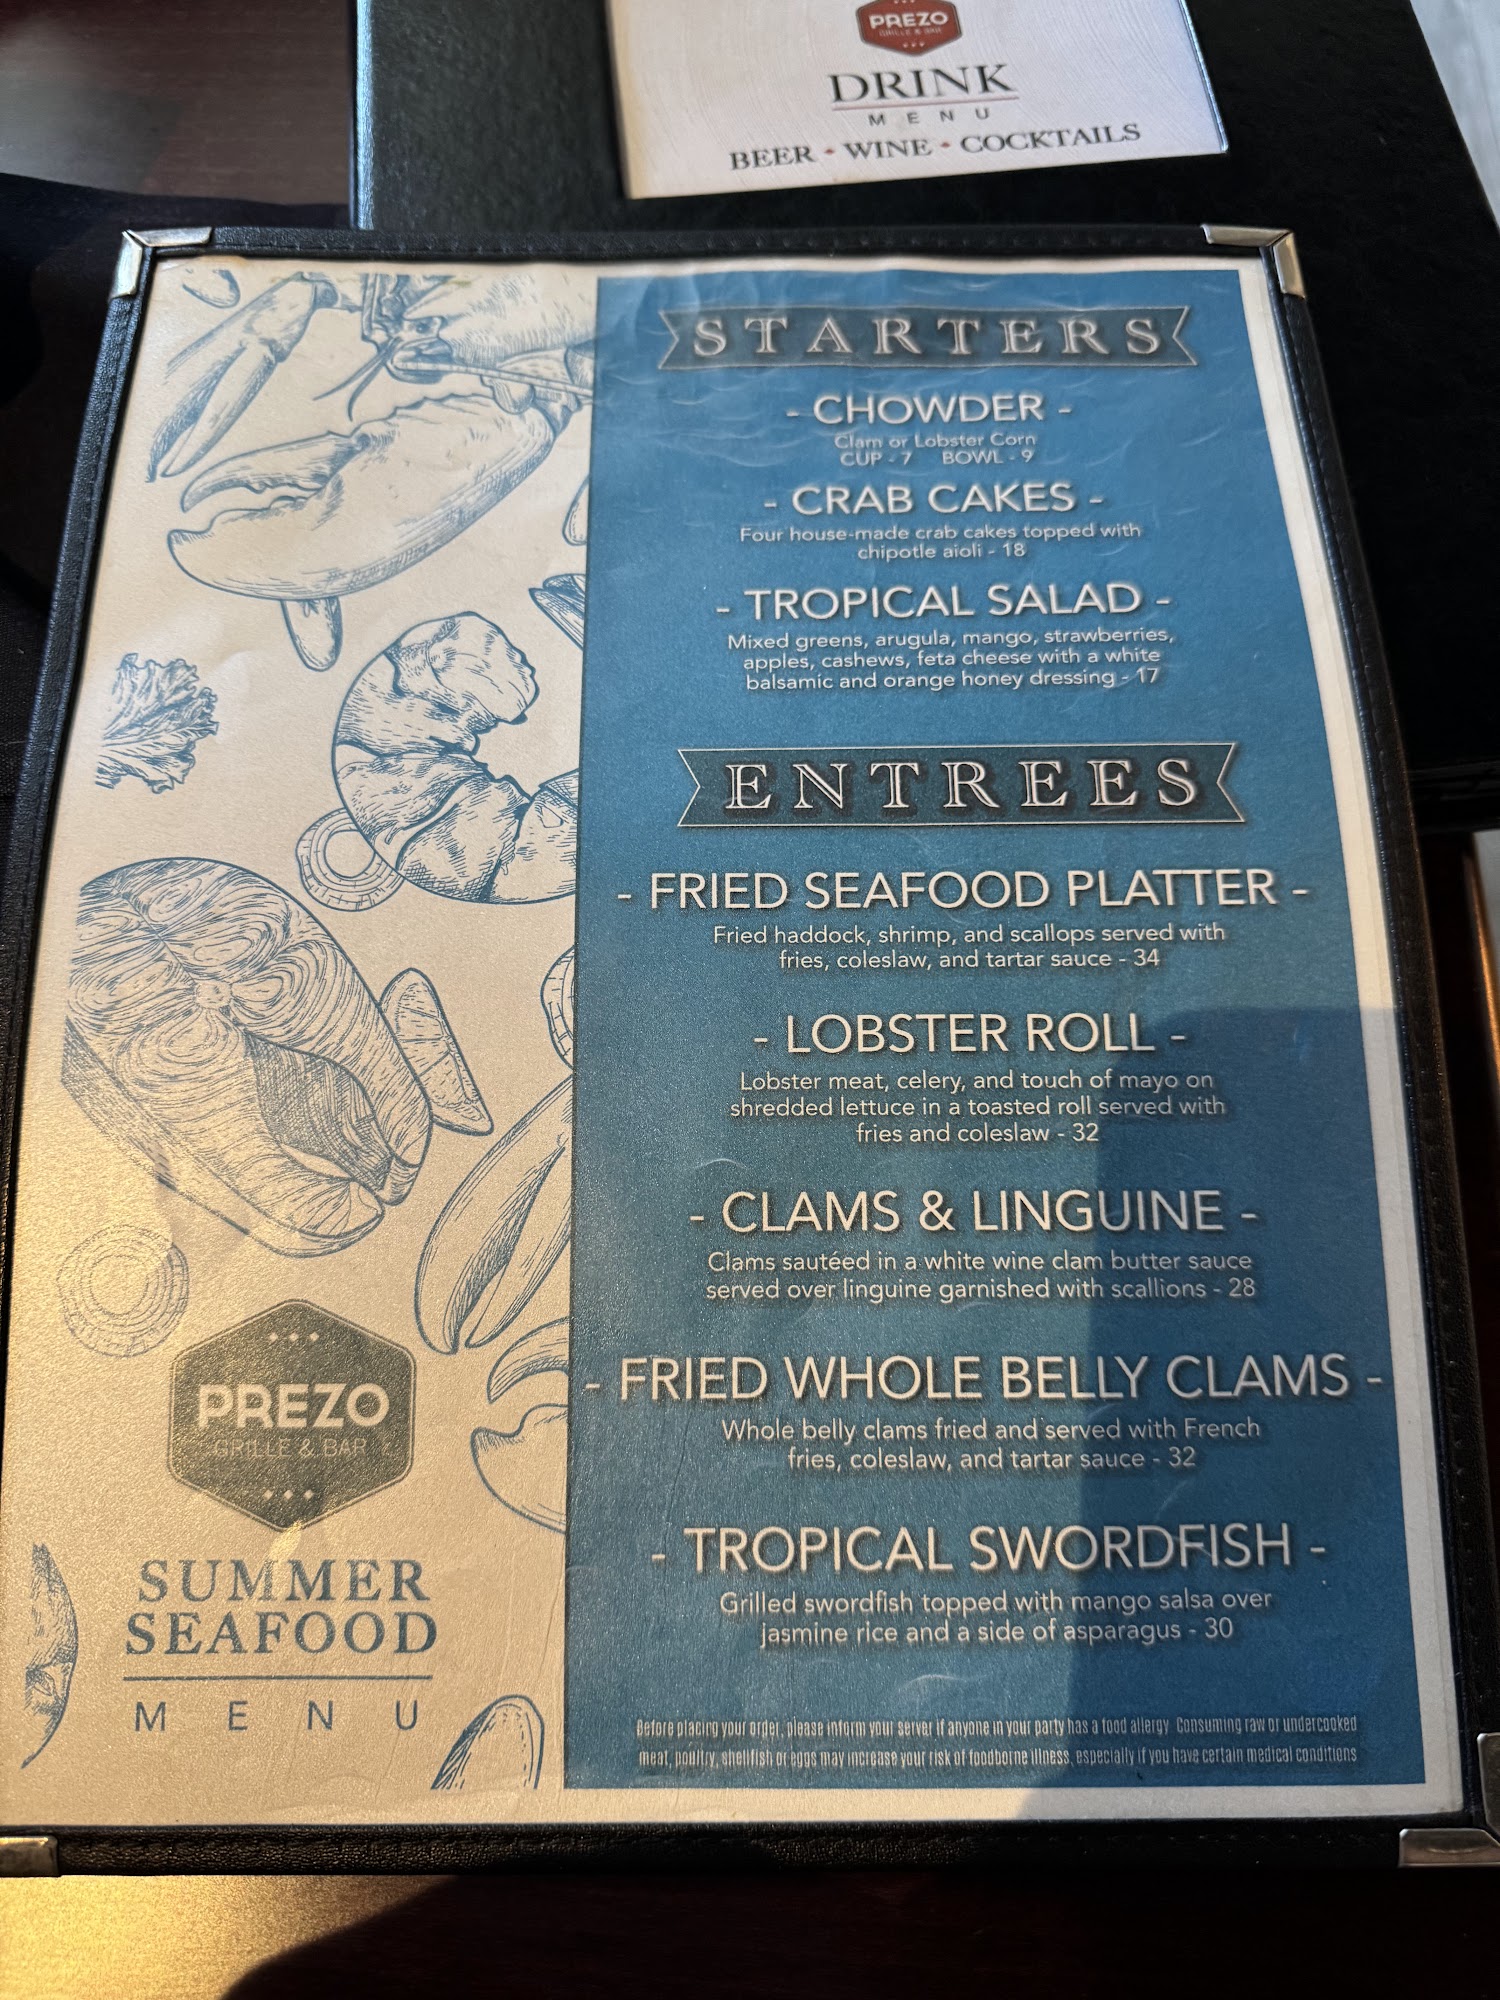 PREZO
GRILLE & BAR
DRINK
MENU
BEER • WINE • COCKTAILS
STARTERS
- CHOWDER -
Clam or Lobster Corn
CUP - 7 BOWL - 9
- CRAB CAKES -
Four house-made crab cakes topped with
chipotle aioli - 18
- TROPICAL SALAD -
Mixed greens, arugula, mango, strawberries,
apples, cashews, feta cheese with a white
balsamic and orange honey dressing - 17
ENTREES
- FRIED SEAFOOD PLATTER -
Fried haddock, shrimp, and scallops served with
fries, coleslaw, and tartar sauce - 34
- LOBSTER ROLL -
Lobster meat, celery, and touch of mayo on
shredded lettuce in a toasted roll served with
fries and coleslaw - 32
- CLAMS & LINGUINE -
Clams sautéed in a white wine clam butter sauce
served over linguine garnished with scallions - 28
- FRIED WHOLE BELLY CLAMS -
Whole belly clams fried and served with French
fries, coleslaw, and tartar sauce - 32
- TROPICAL SWORDFISH -
Grilled swordfish topped with mango salsa over
jasmine rice and a side of asparagus - 30
Before placing your order, please inform your server if anyone in your party has a food allergy. Consuming raw or undercooked
meat, poultry, shellfish or eggs may increase your risk of foodborne illness, especially if you have certain medical conditions
PREZO
GRILLE & BAR
SUMMER
SEAFOOD
MENU